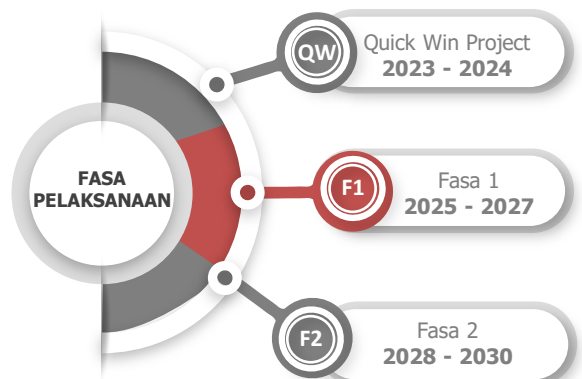 QW
Quick Win Project
2023 - 2024
FASA
PELAKSANAAN
F1
Fasa 1
2025 - 2027
F2
Fasa 2
2028 - 2030